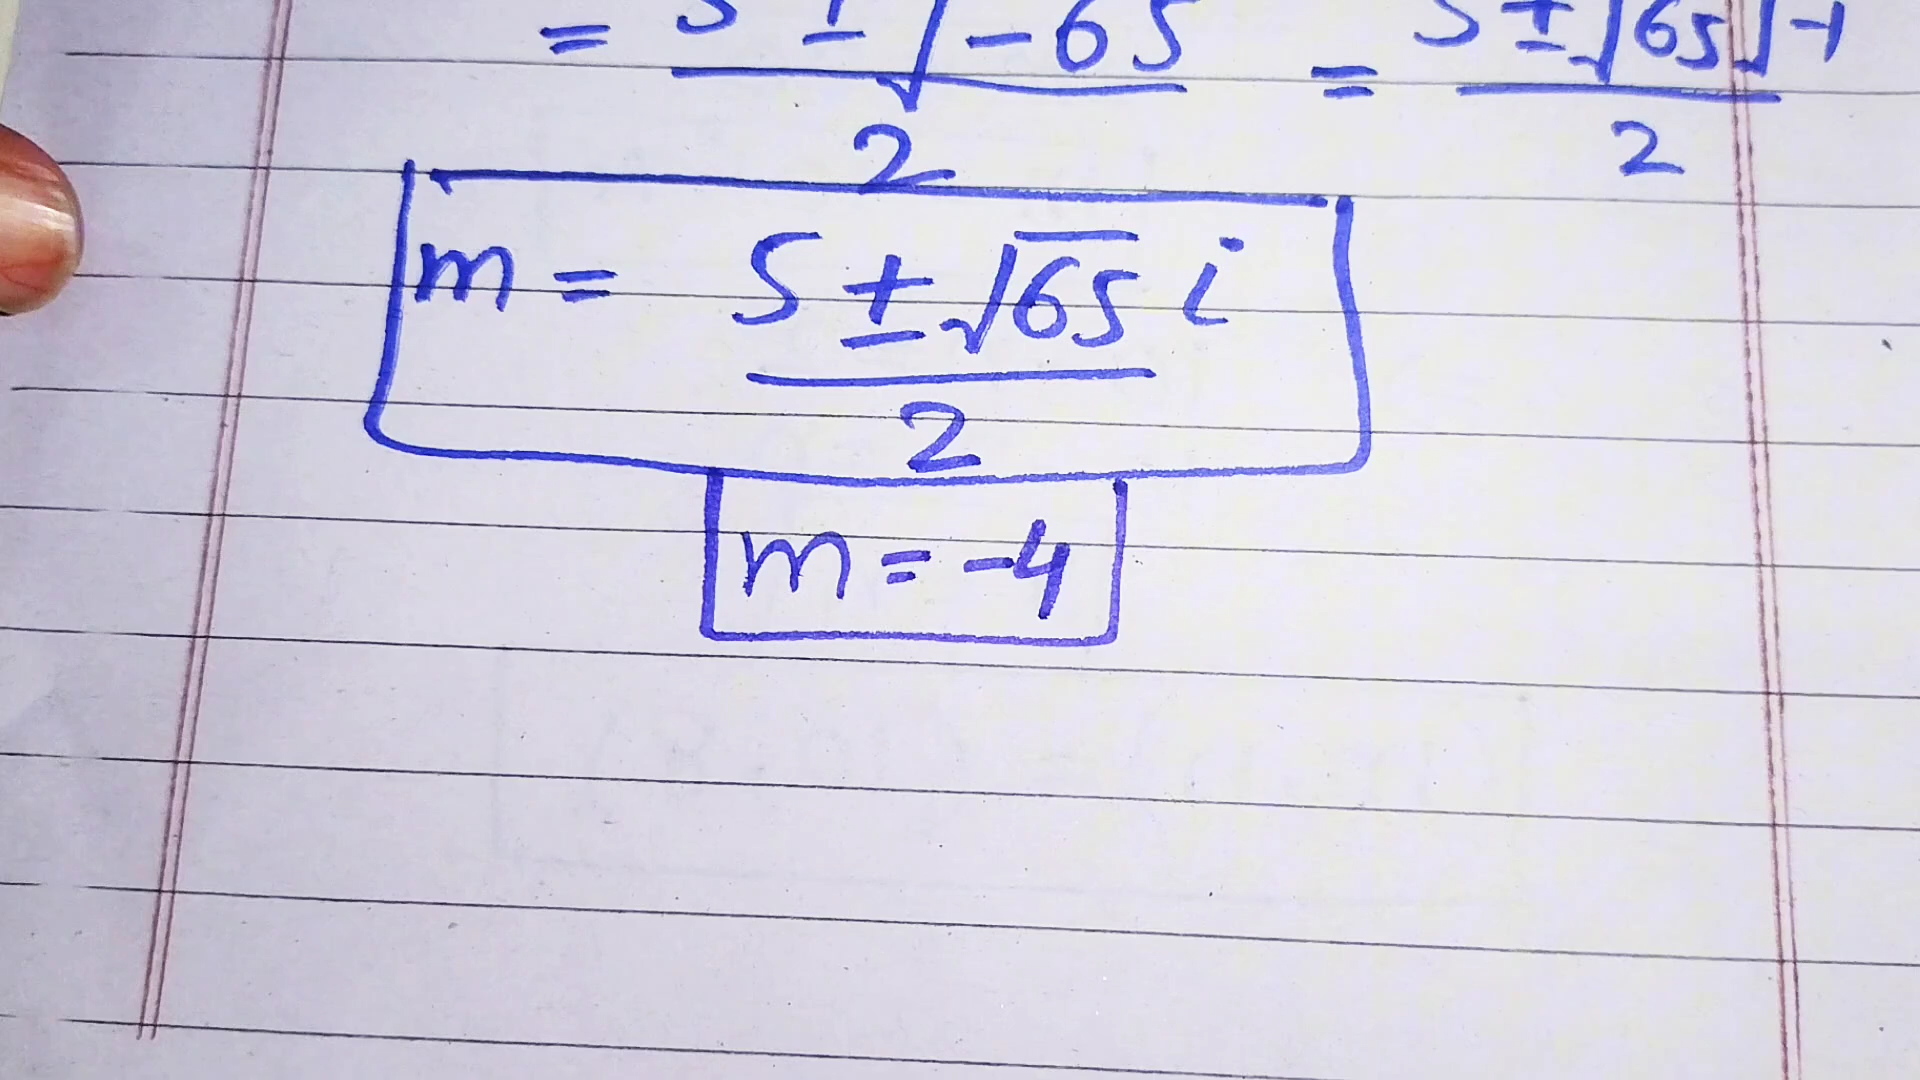 = 5 ± √-65 / 2 = 5 ± √65 √-1 / 2
m = 5 ± √65 i / 2
m = -4